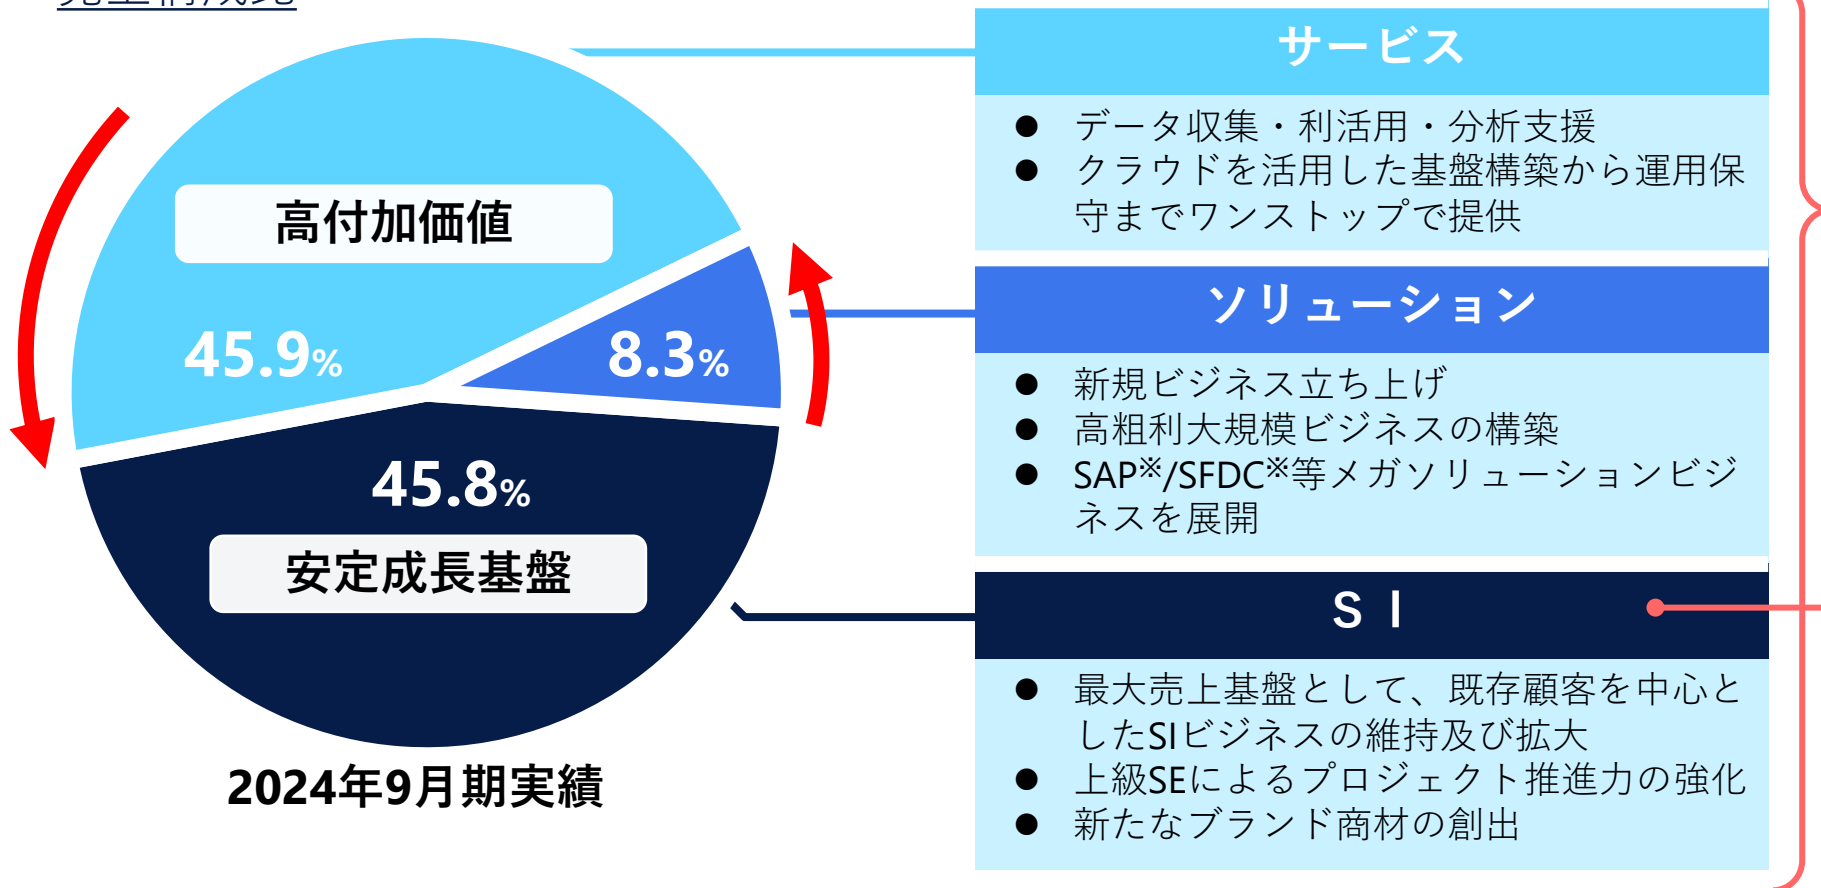 高付加価値
45.9%
8.3%
45.8%
安定成長基盤
2024年9月期実績
サービス
● データ収集・利活用・分析支援
● クラウドを活用した基盤構築から運用保
守までワンストップで提供
ソリューション
● 新規ビジネス立ち上げ
● 高粗利大規模ビジネスの構築
● SAP※/SFDC※等メガソリューションビジ
ネスを展開
ＳＩ
● 最大売上基盤として、既存顧客を中心と
したSIビジネスの維持及び拡大
● 上級SEによるプロジェクト推進力の強化
● 新たなブランド商材の創出